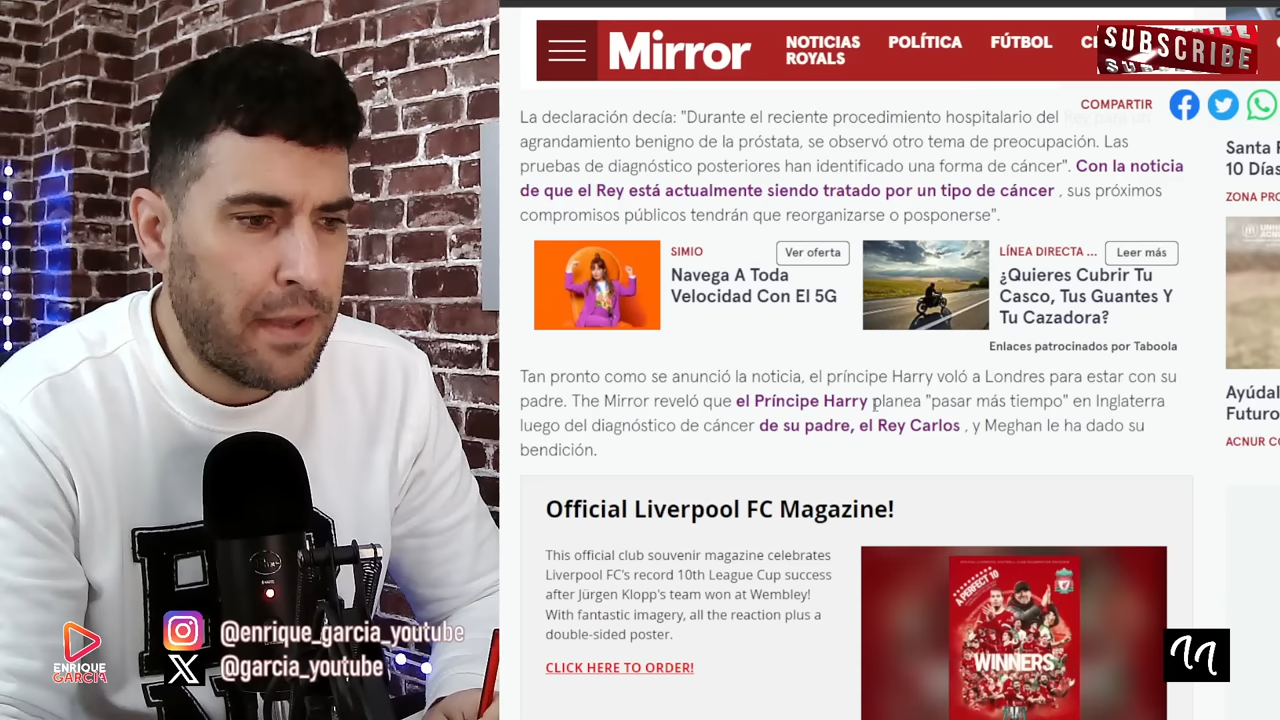 Mirror
NOTICIAS
ROYALS
POLÍTICA
FÚTBOL
SUBSCRIBE
COMPARTIR
La declaración decía: "Durante el reciente procedimiento hospitalario del Rey para un
agrandamiento benigno de la próstata, se observó otro tema de preocupación. Las
pruebas de diagnóstico posteriores han identificado una forma de cáncer". Con la noticia
de que el Rey está actualmente siendo tratado por un tipo de cáncer , sus próximos
compromisos públicos tendrán que reorganizarse o posponerse".
SIMIO
Ver oferta
Navega A Toda
Velocidad Con El 5G
LÍNEA DIRECTA ...
Leer más
¿Quieres Cubrir Tu
Casco, Tus Guantes Y
Tu Cazadora?
Enlaces patrocinados por Taboola
Tan pronto como se anunció la noticia, el príncipe Harry voló a Londres para estar con su
padre. The Mirror reveló que el Príncipe Harry planea "pasar más tiempo" en Inglaterra
luego del diagnóstico de cáncer de su padre, el Rey Carlos , y Meghan le ha dado su
bendición.
Official Liverpool FC Magazine!
This official club souvenir magazine celebrates
Liverpool FC's record 10th League Cup success
after Jürgen Klopp's team won at Wembley!
With fantastic imagery, all the reaction plus a
double-sided poster.
CLICK HERE TO ORDER!
A PERFECT 10
WINNERS
Santa
10 Días
ZONA
Ayúdal
Futuro
ACNUR
@enrique_garcia_youtube
@garcia_youtube
ENRIQUE
GARCIA